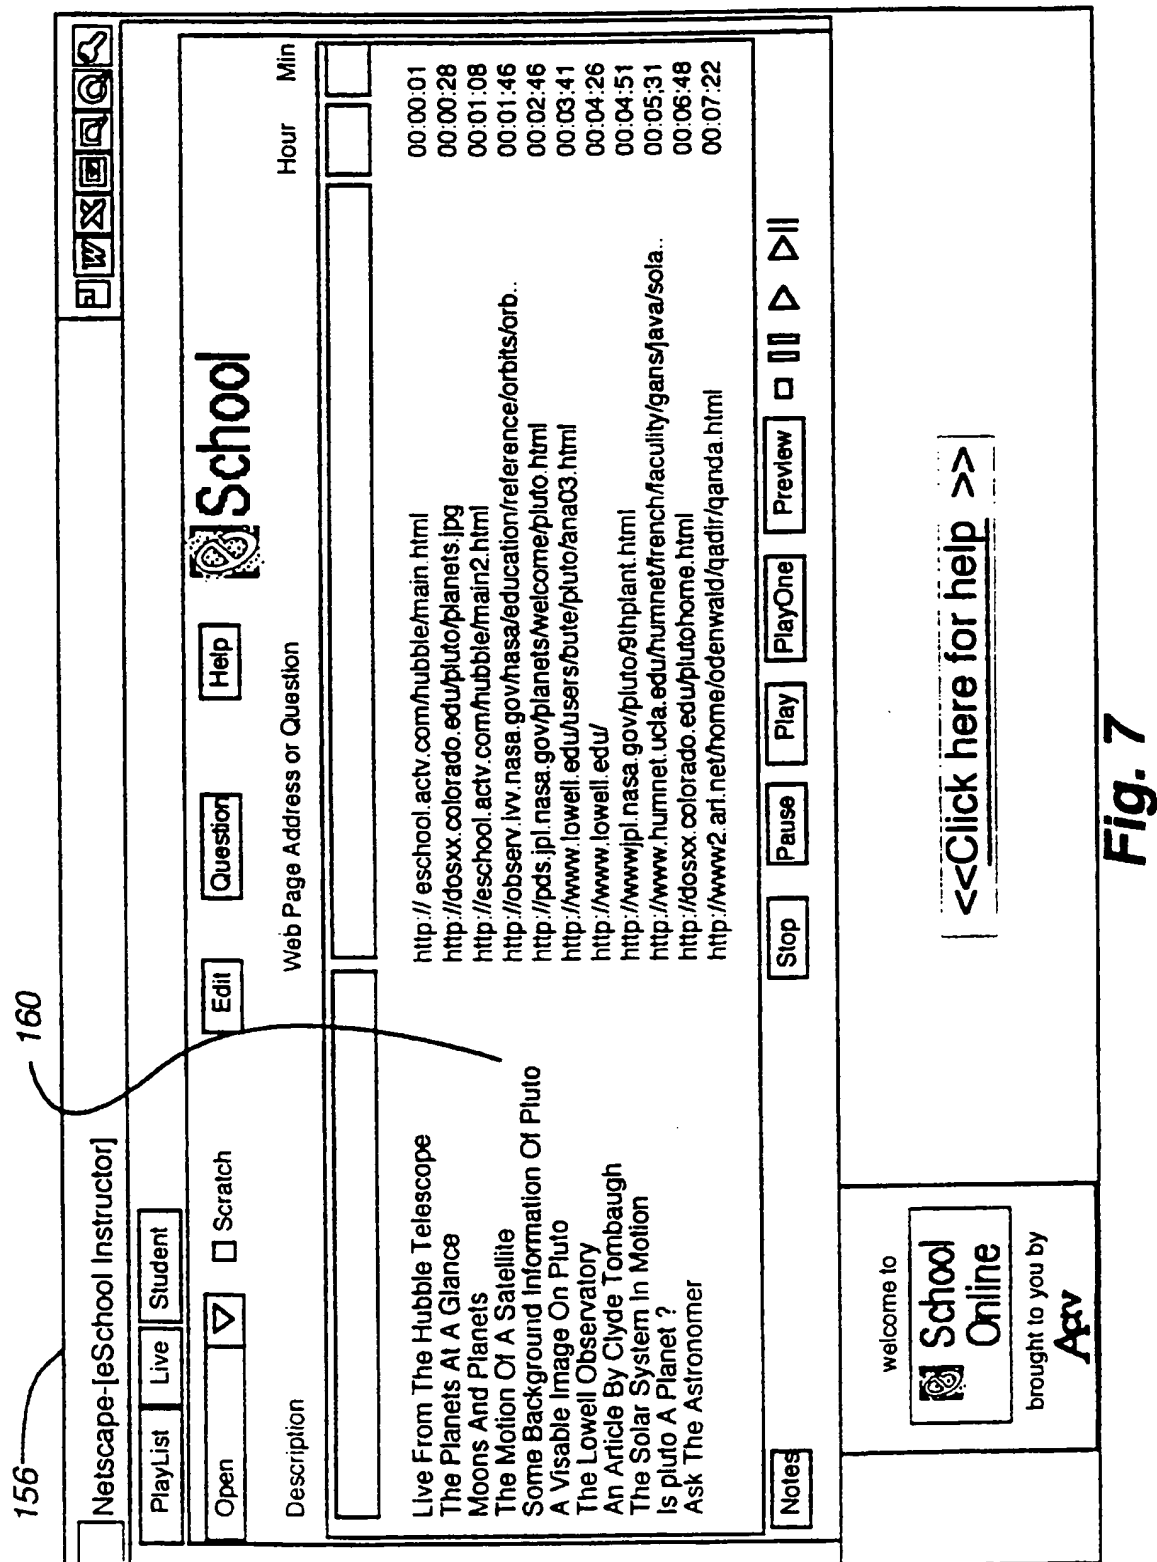 156
160
Netscape-[eSchool Instructor]
PlayList Live Student
Open Scratch Edit Question Help School
Description Web Page Address or Question Hour Min
Live From The Hubble Telescope http:// eschool.actv.com/hubble/main.html 00:00:01
The Planets At A Glance http://dosxx.colorado.edu/pluto/planets.jpg 00:00:28
Moons And Planets http://eschool.actv.com/hubble/main2.html 00:01:08
The Motion Of A Satellite http://observ.ivv.nasa.gov/nasa/education/reference/orbits/orb.. 00:01:46
Some Background Information Of Pluto http://pds.jpl.nasa.gov/planets/welcome/pluto.html 00:02:46
A Visable Image On Pluto http://www.lowell.edu/users/bute/pluto/ana03.html 00:03:41
The Lowell Observatory http://www.lowell.edu/ 00:04:26
An Article By Clyde Tombaugh http://wwwjpl.nasa.gov/pluto/9thplant.html 00:04:51
The Solar System In Motion http://www.humnet.ucla.edu/humnet/french/faculity/gans/java/sola.. 00:05;31
Is pluto A Planet ? http://dosxx.colorado.edu/plutohome.html 00:06:48
Ask The Astronomer http://www2.ari.net/home/odenwald/qadir/qanda.html 00:07:22
Notes Stop Pause Play PlayOne Preview
welcome to
School
Online
brought to you by
Actv
<<Click here for help >>
Fig. 7